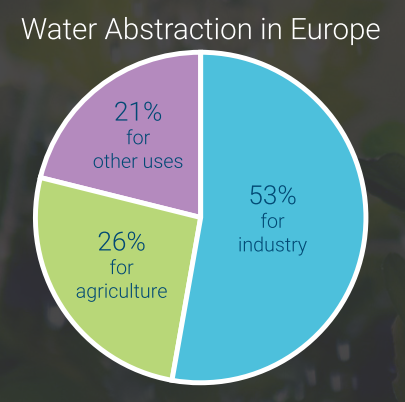 Water Abstraction in Europe
21%
for
other uses
53%
for
industry
26%
for
agriculture